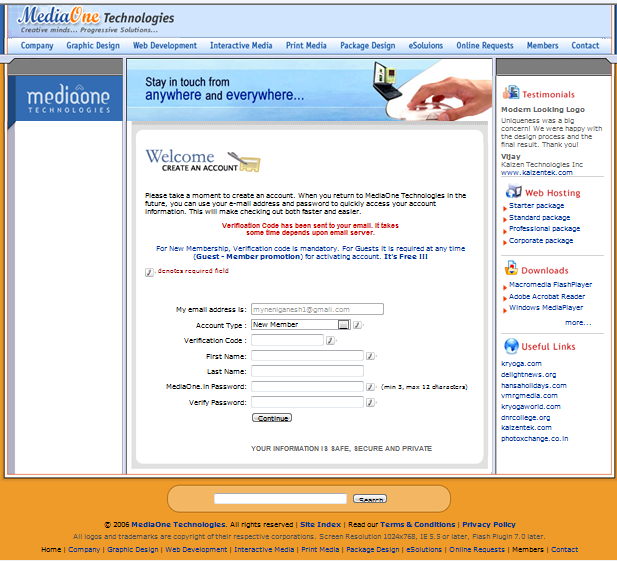 MediaOne Technologies
Creative minds... Progressive Solutions...
Company Graphic Design Web Development Interactive Media Print Media Package Design eSoluions Online Requests Members Contact
mediaone
TECHNOLOGIES
Stay in touch from
anywhere and everywhere...
Welcome
CREATE AN ACCOUNT
Please take a moment to create an account. When you return to MediaOne Technologies in the
future, you can use your e-mail address and password to quickly access your account
information. This will make checking out both faster and easier.
Verification Code has been sent to your email. It takes
some time depends upon email server.
For New Membership, Verification code is mandatory. For Guests it is required at any time
(Guest - Member promotion) for activating account. It's Free !!!
- denotes required field
My email address is: myneniganesh1@gmail.com
Account Type : New Member
Verification Code :
First Name:
Last Name:
MediaOne.in Password: (min 5, max 12 characters)
Verify Password:
Continue
YOUR INFORMATION IS SAFE, SECURE AND PRIVATE
Testimonials
Modern Looking Logo
Uniqueness was a big
concern! We were happy with
the design process and the
final result. Thank you!
Vijay
Kaizen Technologies Inc
www.kaizentek.com
Web Hosting
Starter package
Standard package
Professional package
Corporate package
Downloads
Macromedia FlashPlayer
Adobe Acrobat Reader
Windows MediaPlayer
more...
Useful Links
kryoga.com
delightnews.org
hansaholidays.com
vmrgmedia.com
kryogaworld.com
dnrcollege.org
kaizentek.com
photoxchange.co.in
Search
© 2006 MediaOne Technologies. All rights reserved | Site Index | Read our Terms & Conditions | Privacy Policy
All logos and trademarks are copyright of their respective corporations. Screen Resolution 1024x768, IE 5.5 or later, Flash Plugin 7.0 later.
Home | Company | Graphic Design | Web Development | Interactive Media | Print Media | Package Design | eSolutions | Online Requests | Members | Contact